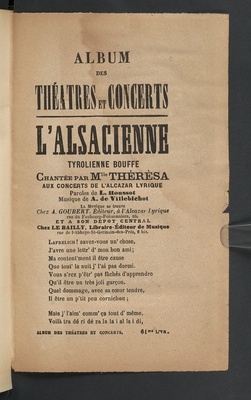 ALBUM
DES
THÉATRES ET CONCERTS
L'ALSACIENNE
TYROLIENNE BOUFFE
CHANTÉE PAR Mlle THÉRÉSA
AUX CONCERTS DE L'ALCAZAR LYRIQUE
Paroles de L. Houssot
Musique de A. de Villebichot
La Musique se trouve
Chez A. GOUBERT, Éditeur, à l'Alcazar lyrique
rue du Faubourg-Poissonnière, 10.
ET A SON DÉPOT CENTRAL
Chez LE BAILLY, Libraire-Éditeur de Musique
rue de l'Abbaye-St-Germain-des-Prés, 2 bis.
savez-vous un' chose,
J'avre une lettr' d' mon bon ami;
Ma contentement il être cause
Que tout' la nuit j' l'ai pas dormi.
Vous s'rez p'têtr' pas fâchés d'apprendre
Qu'il être un très joli garçon.
Quel dommage, avec sa cœur tendre,
Il être un p'tit peu cornichon;
Mais j' l'aim' comm' ça tout d' même.
Voilà tra dé ri dé ra la la i al la i di,
ALBUM DES THÉATRES ET CONCERTS.
61me LIVR.